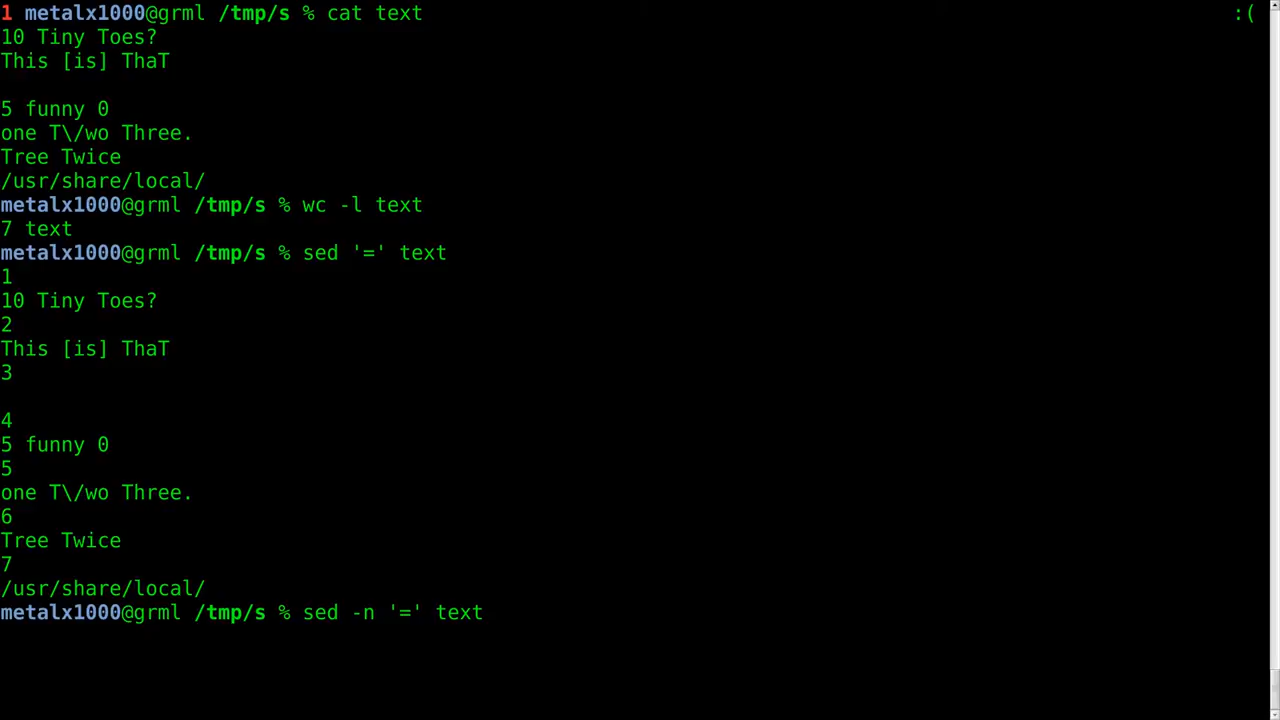 1 metalx1000@grml /tmp/s % cat text :(
10 Tiny Toes?
This [is] ThaT

5 funny 0
one T\/wo Three.
Tree Twice
/usr/share/local/
metalx1000@grml /tmp/s % wc -l text
7 text
metalx1000@grml /tmp/s % sed '=' text
1
10 Tiny Toes?
2
This [is] ThaT
3

4
5 funny 0
5
one T\/wo Three.
6
Tree Twice
7
/usr/share/local/
metalx1000@grml /tmp/s % sed -n '=' text